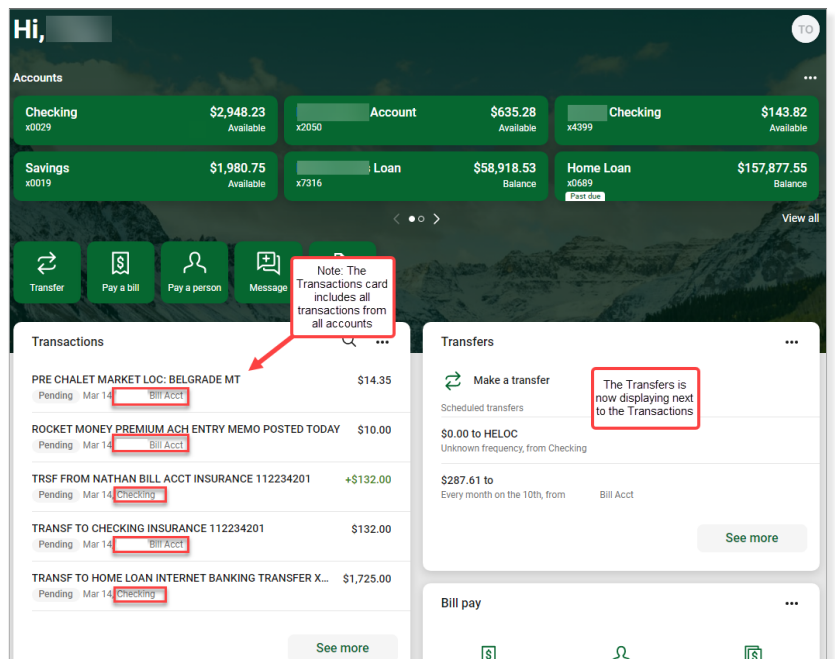 Hi,
TO
Accounts
Checking $2,948.23
x0029 Available
Account $635.28
x2050 Available
Checking $143.82
x4399 Available
Savings $1,980.75
x0019 Available
Loan $58,918.53
x7316 Balance
Home Loan $157,877.55
x0689 Balance
Past due
View all
Transfer
Pay a bill
Pay a person
Message
Note: The
Transactions card
includes all
transactions from
all accounts
Transactions
PRE CHALET MARKET LOC: BELGRADE MT $14.35
Pending Mar 14 Bill Acct
ROCKET MONEY PREMIUM ACH ENTRY MEMO POSTED TODAY $10.00
Pending Mar 14 Bill Acct
TRSF FROM NATHAN BILL ACCT INSURANCE 112234201 +$132.00
Pending Mar 14, Checking
TRANSF TO CHECKING INSURANCE 112234201 $132.00
Pending Mar 14 Bill Acct
TRANSF TO HOME LOAN INTERNET BANKING TRANSFER X... $1,725.00
Pending Mar 14, Checking
See more
Transfers
Make a transfer
The Transfers is
now displaying next
to the Transactions
Scheduled transfers
$0.00 to HELOC
Unknown frequency, from Checking
$287.61 to
Every month on the 10th, from Bill Acct
See more
Bill pay